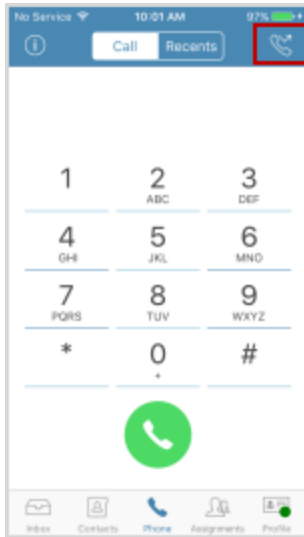 No Service 10:01 AM 97%
Call Recents
1 2 3
ABC DEF
4 5 6
GHI JKL MNO
7 8 9
PQRS TUV WXYZ
* 0 #
+
Inbox Contacts Phone Assignments Profile